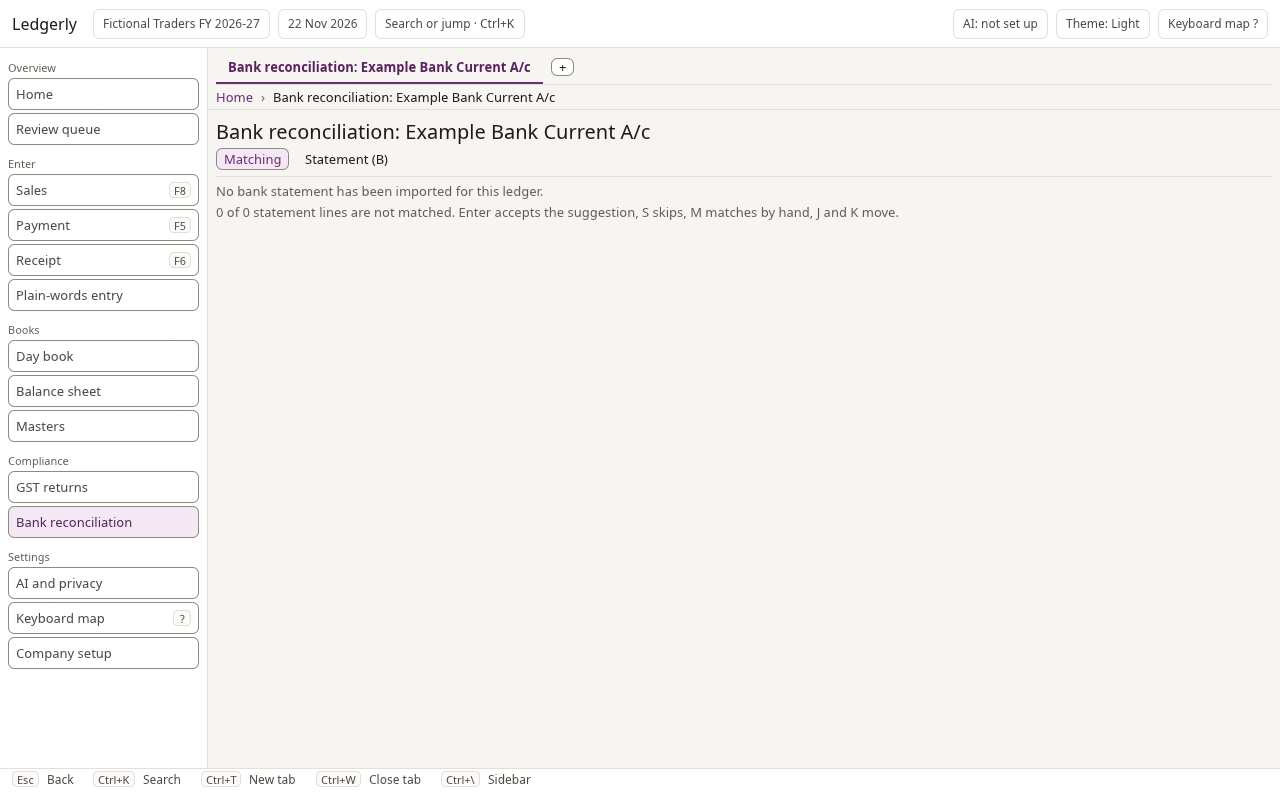 Ledgerly
Fictional Traders FY 2026-27
22 Nov 2026
Search or jump · Ctrl+K
AI: not set up
Theme: Light
Keyboard map ?
Overview
Home
Review queue
Enter
Sales F8
Payment F5
Receipt F6
Plain-words entry
Books
Day book
Balance sheet
Masters
Compliance
GST returns
Bank reconciliation
Settings
AI and privacy
Keyboard map ?
Company setup
Bank reconciliation: Example Bank Current A/c +
Home › Bank reconciliation: Example Bank Current A/c
Bank reconciliation: Example Bank Current A/c
Matching Statement (B)
No bank statement has been imported for this ledger.
0 of 0 statement lines are not matched. Enter accepts the suggestion, S skips, M matches by hand, J and K move.
Esc Back Ctrl+K Search Ctrl+T New tab Ctrl+W Close tab Ctrl+\ Sidebar